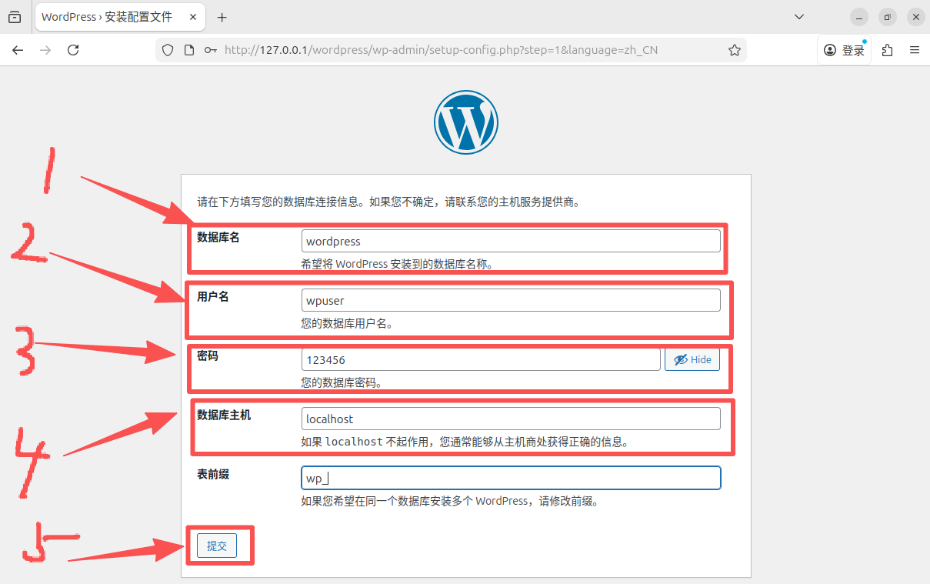 WordPress › 安装配置文件
http://127.0.0.1/wordpress/wp-admin/setup-config.php?step=1&language=zh_CN
登录
请在下方填写您的数据库连接信息。如果您不确定，请联系您的主机服务提供商。
1
数据库名 wordpress
希望将 WordPress 安装到的数据库名称。
2
用户名 wpuser
您的数据库用户名。
3
密码 123456 Hide
您的数据库密码。
4
数据库主机 localhost
如果 localhost 不起作用，您通常能够从主机商处获得正确的信息。
表前缀 wp_
如果您希望在同一个数据库安装多个 WordPress，请修改前缀。
5
提交